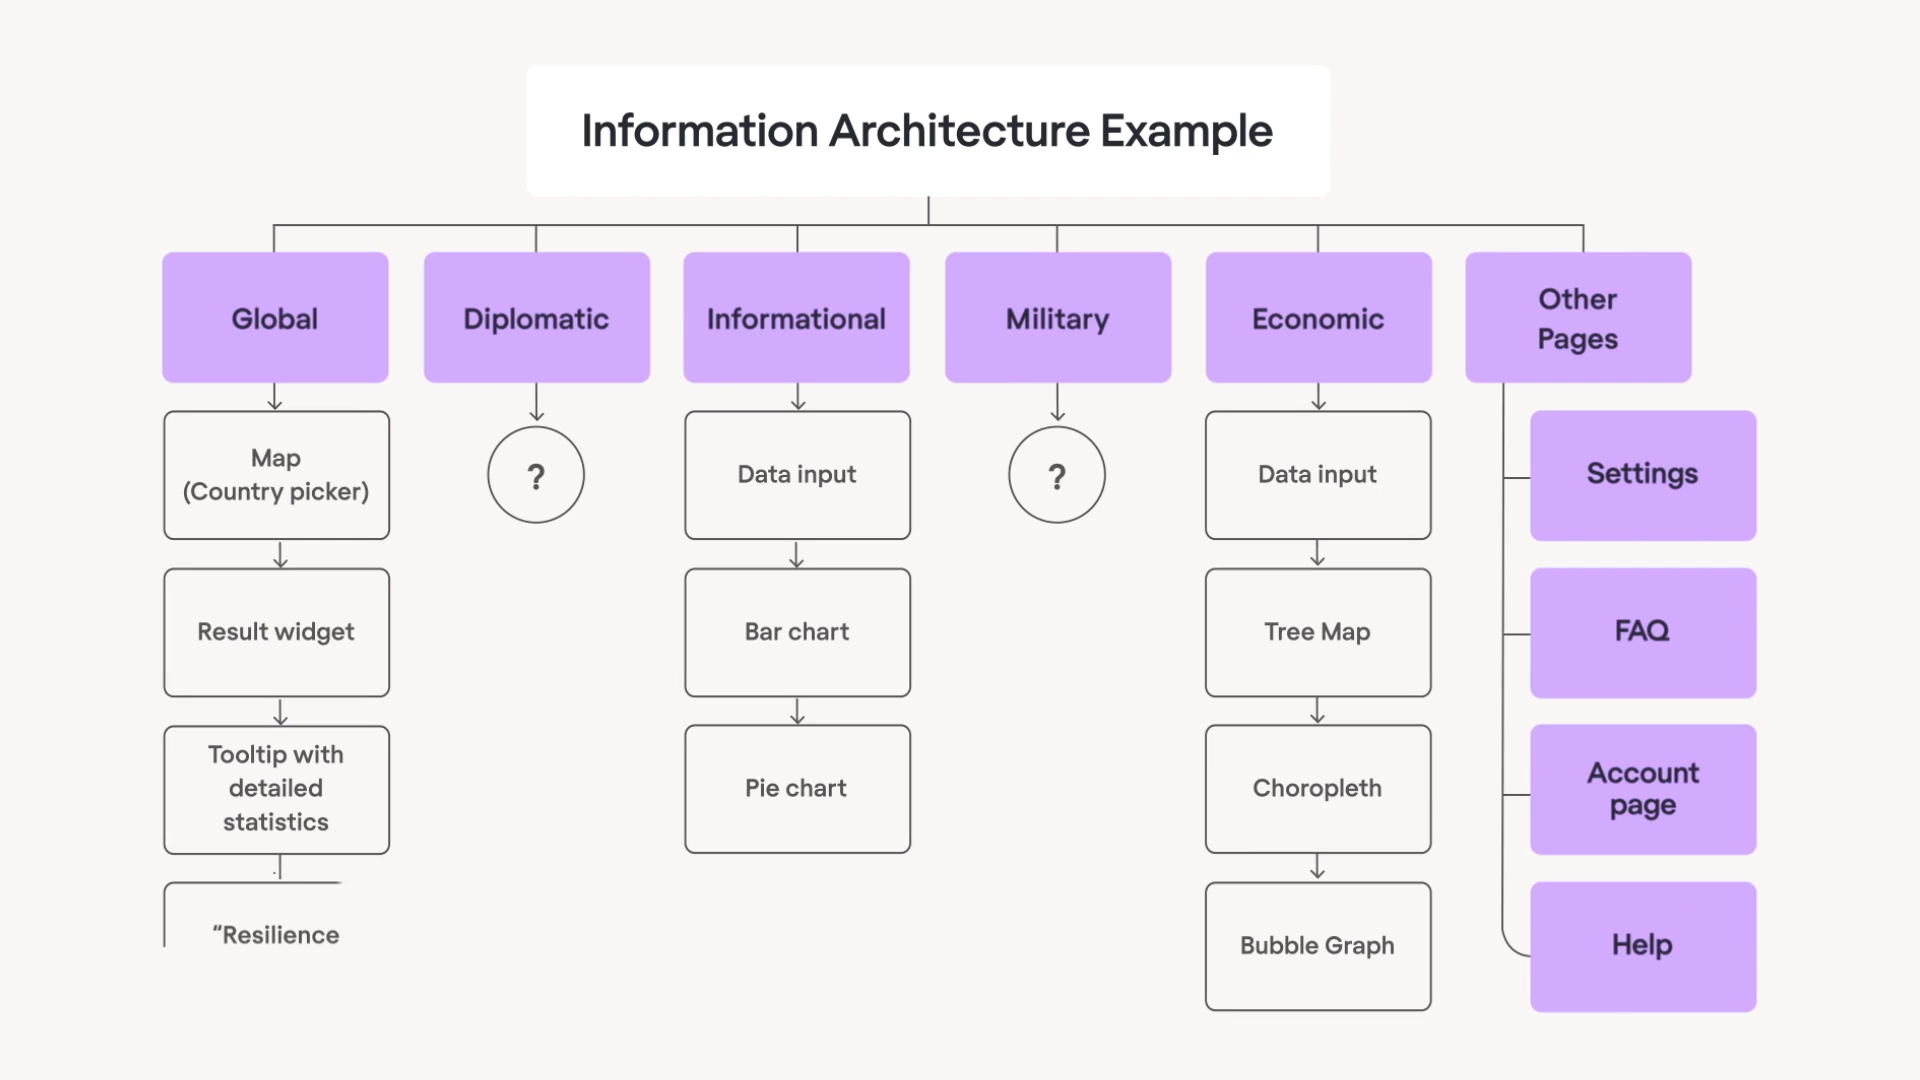 Information Architecture Example
Global
Diplomatic
Informational
Military
Economic
Other
Pages
Map
(Country picker)
?
Data input
?
Data input
Settings
Result widget
Bar chart
Tree Map
FAQ
Tooltip with
detailed
statistics
Pie chart
Choropleth
Account
page
“Resilience
Bubble Graph
Help